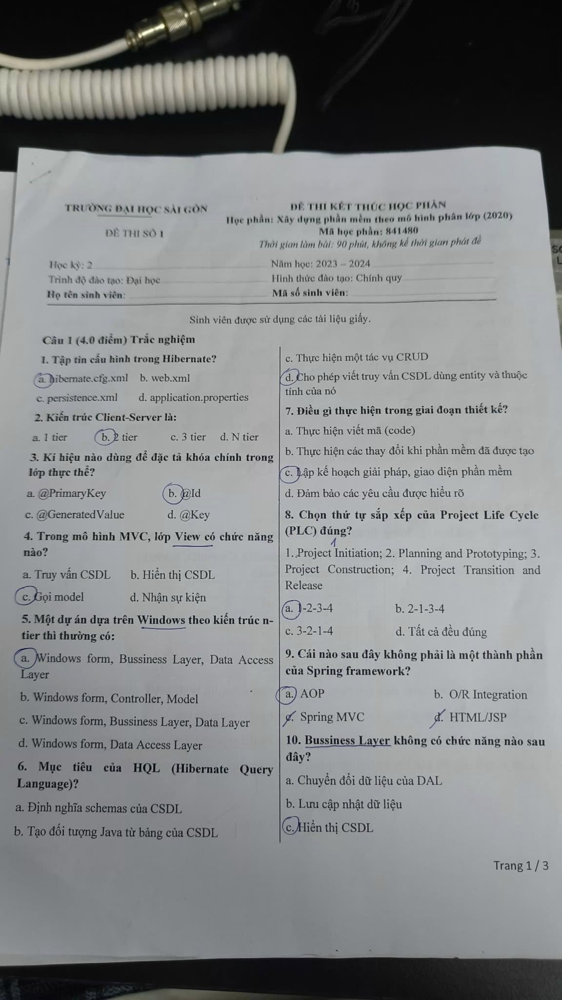 TRƯỜNG ĐẠI HỌC SÀI GÒN
ĐỀ THI SỐ 1
ĐỀ THI KẾT THÚC HỌC PHẦN
Học phần: Xây dựng phần mềm theo mô hình phân lớp (2020)
Mã học phần: 841480
Thời gian làm bài: 90 phút, không kể thời gian phát đề
Học kỳ: 2
Năm học: 2023 – 2024
Trình độ đào tạo: Đại học
Hình thức đào tạo: Chính quy
Họ tên sinh viên:
Mã số sinh viên:
Sinh viên được sử dụng các tài liệu giấy.
Câu 1 (4.0 điểm) Trắc nghiệm
1. Tập tin cấu hình trong Hibernate?
a. hibernate.cfg.xml b. web.xml
c. persistence.xml d. application.properties
2. Kiến trúc Client-Server là:
a. 1 tier b. 2 tier c. 3 tier d. N tier
3. Kí hiệu nào dùng để đặc tả khóa chính trong
lớp thực thể?
a. @PrimaryKey b. @Id
c. @GeneratedValue d. @Key
4. Trong mô hình MVC, lớp View có chức năng
nào?
a. Truy vấn CSDL b. Hiển thị CSDL
c. Gọi model d. Nhận sự kiện
5. Một dự án dựa trên Windows theo kiến trúc n-
tier thì thường có:
a. Windows form, Bussiness Layer, Data Access
Layer
b. Windows form, Controller, Model
c. Windows form, Bussiness Layer, Data Layer
d. Windows form, Data Access Layer
6. Mục tiêu của HQL (Hibernate Query
Language)?
a. Định nghĩa schemas của CSDL
b. Tạo đối tượng Java từ bảng của CSDL
c. Thực hiện một tác vụ CRUD
d. Cho phép viết truy vấn CSDL dùng entity và thuộc
tính của nó
7. Điều gì thực hiện trong giai đoạn thiết kế?
a. Thực hiện viết mã (code)
b. Thực hiện các thay đổi khi phần mềm đã được tạo
c. Lập kế hoạch giải pháp, giao diện phần mềm
d. Đảm bảo các yêu cầu được hiểu rõ
8. Chọn thứ tự sắp xếp của Project Life Cycle
(PLC) đúng?
1
1. Project Initiation; 2. Planning and Prototyping; 3.
Project Construction; 4. Project Transition and
Release
a. 1-2-3-4 b. 2-1-3-4
c. 3-2-1-4 d. Tất cả đều đúng
9. Cái nào sau đây không phải là một thành phần
của Spring framework?
a. AOP b. O/R Integration
c. Spring MVC d. HTML/JSP
10. Bussiness Layer không có chức năng nào sau
đây?
a. Chuyển đổi dữ liệu của DAL
b. Lưu cập nhật dữ liệu
c. Hiển thị CSDL
Trang 1 / 3